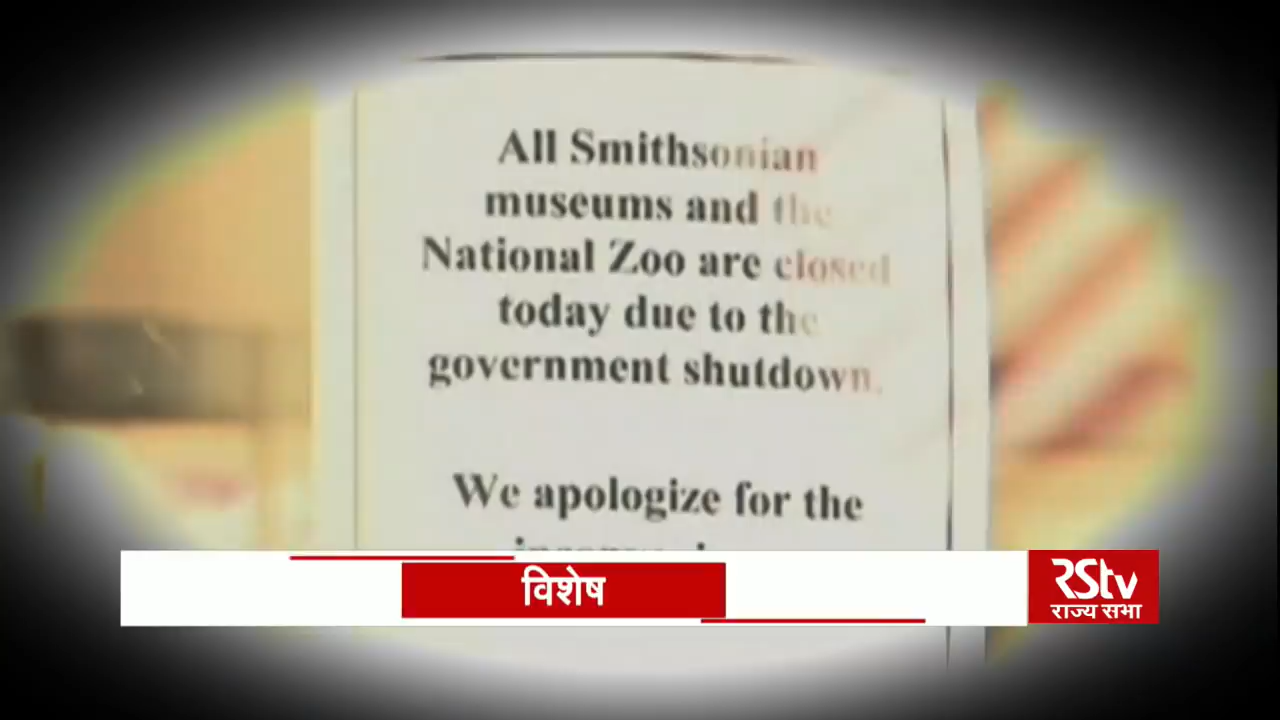 All Smithsonian
museums and the
National Zoo are closed
today due to the
government shutdown.
We apologize for the
विशेष
RStv
राज्य सभा